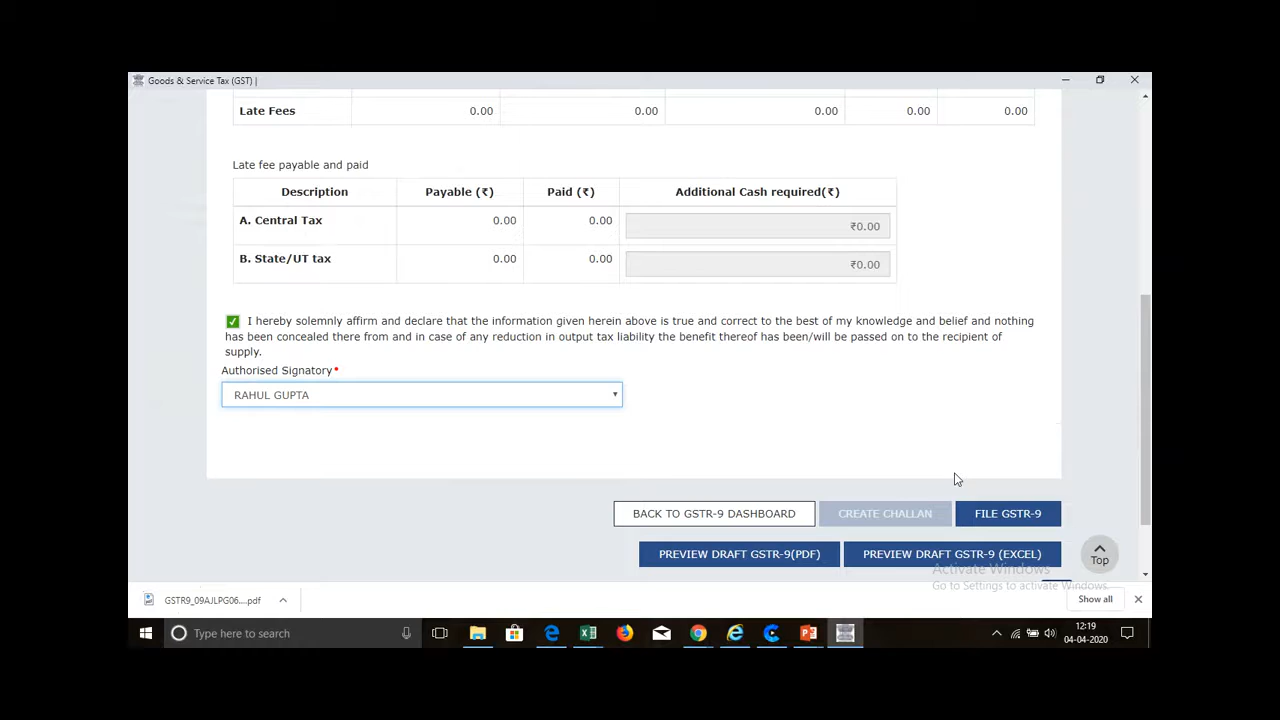 Goods & Service Tax (GST) |
Late Fees 0.00 0.00 0.00 0.00 0.00
Late fee payable and paid
Description Payable (₹) Paid (₹) Additional Cash required(₹)
A. Central Tax 0.00 0.00 ₹0.00
B. State/UT tax 0.00 0.00 ₹0.00
I hereby solemnly affirm and declare that the information given herein above is true and correct to the best of my knowledge and belief and nothing
has been concealed there from and in case of any reduction in output tax liability the benefit thereof has been/will be passed on to the recipient of
supply.
Authorised Signatory*
RAHUL GUPTA
BACK TO GSTR-9 DASHBOARD CREATE CHALLAN FILE GSTR-9
PREVIEW DRAFT GSTR-9(PDF) PREVIEW DRAFT GSTR-9 (EXCEL)
Top
Activate Windows
Go to Settings to activate Windows.
GSTR9_09AJLPG06....pdf Show all
Type here to search
12:19
04-04-2020